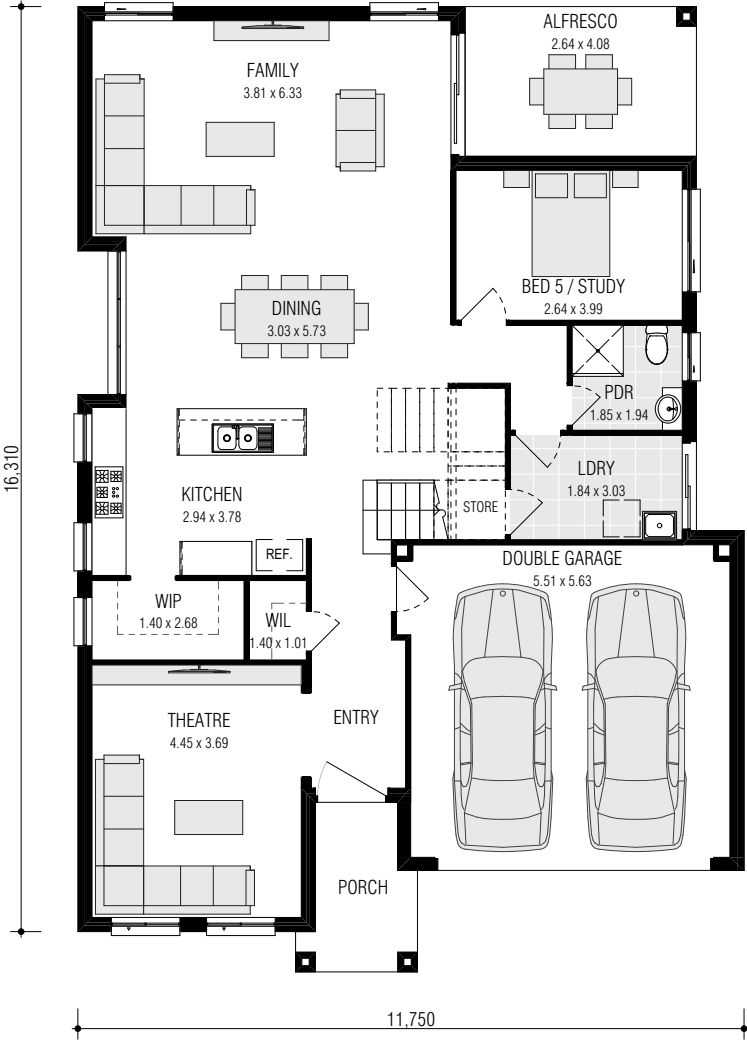 ALFRESCO
2.64 x 4.08
FAMILY
3.81 x 6.33
BED 5 / STUDY
2.64 x 3.99
DINING
3.03 x 5.73
PDR
1.85 x 1.94
16,310
LDRY
1.84 x 3.03
KITCHEN
2.94 x 3.78
STORE
REF.
DOUBLE GARAGE
5.51 x 5.63
WIP
1.40 x 2.68
WIL
1.40 x 1.01
THEATRE
4.45 x 3.69
ENTRY
PORCH
11,750